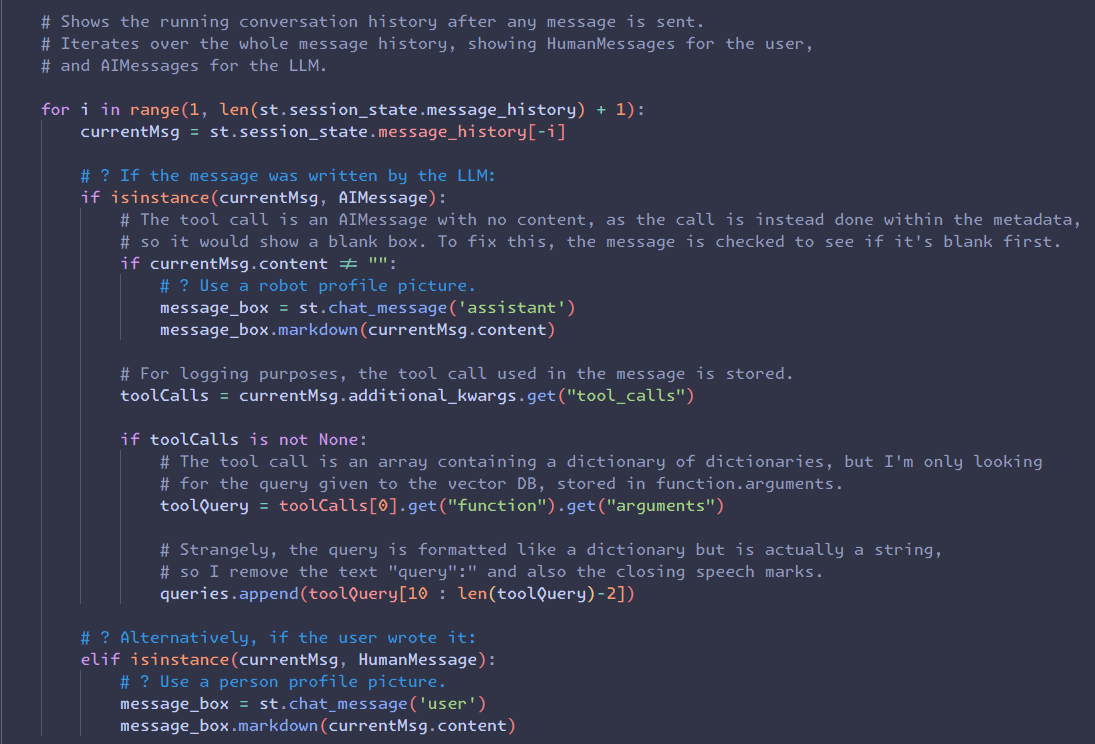 # Shows the running conversation history after any message is sent.
# Iterates over the whole message history, showing HumanMessages for the user,
# and AIMessages for the LLM.
for i in range(1, len(st.session_state.message_history) + 1):
currentMsg = st.session_state.message_history[-i]
# ? If the message was written by the LLM:
if isinstance(currentMsg, AIMessage):
# The tool call is an AIMessage with no content, as the call is instead done within the metadata,
# so it would show a blank box. To fix this, the message is checked to see if it's blank first.
if currentMsg.content ≠ "":
# ? Use a robot profile picture.
message_box = st.chat_message('assistant')
message_box.markdown(currentMsg.content)
# For logging purposes, the tool call used in the message is stored.
toolCalls = currentMsg.additional_kwargs.get("tool_calls")
if toolCalls is not None:
# The tool call is an array containing a dictionary of dictionaries, but I'm only looking
# for the query given to the vector DB, stored in function.arguments.
toolQuery = toolCalls[0].get("function").get("arguments")
# Strangely, the query is formatted like a dictionary but is actually a string,
# so I remove the text "query":" and also the closing speech marks.
queries.append(toolQuery[10 : len(toolQuery)-2])
# ? Alternatively, if the user wrote it:
elif isinstance(currentMsg, HumanMessage):
# ? Use a person profile picture.
message_box = st.chat_message('user')
message_box.markdown(currentMsg.content)